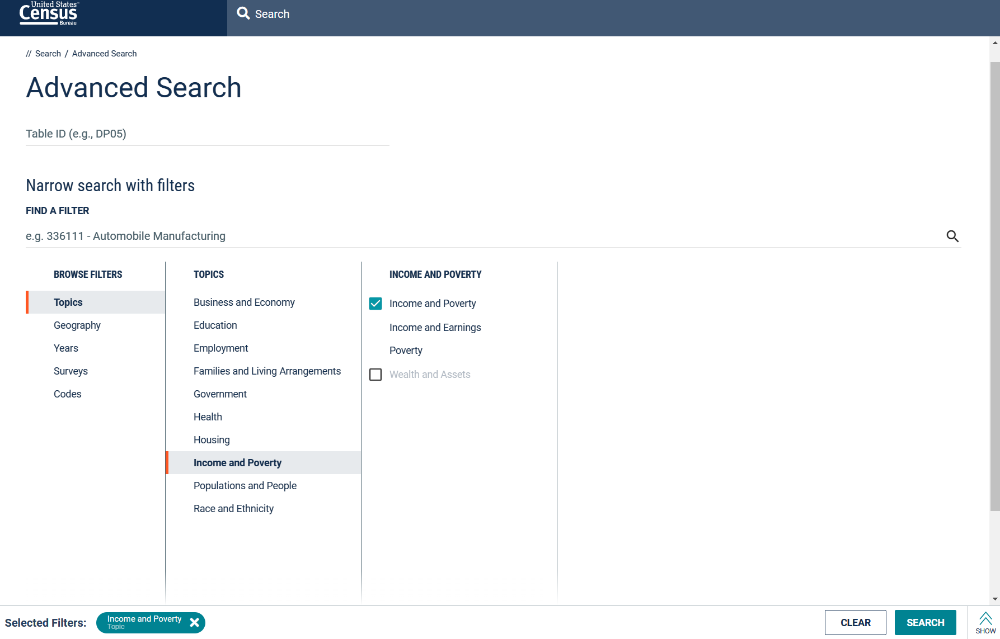 United States™
Census
Bureau
Search
// Search / Advanced Search
Advanced Search
Table ID (e.g., DP05)
Narrow search with filters
FIND A FILTER
e.g. 336111 - Automobile Manufacturing
BROWSE FILTERS
Topics
Geography
Years
Surveys
Codes
TOPICS
Business and Economy
Education
Employment
Families and Living Arrangements
Government
Health
Housing
Income and Poverty
Populations and People
Race and Ethnicity
INCOME AND POVERTY
Income and Poverty
Income and Earnings
Poverty
Wealth and Assets
Selected Filters:
Income and Poverty
Topic
CLEAR
SEARCH
SHOW